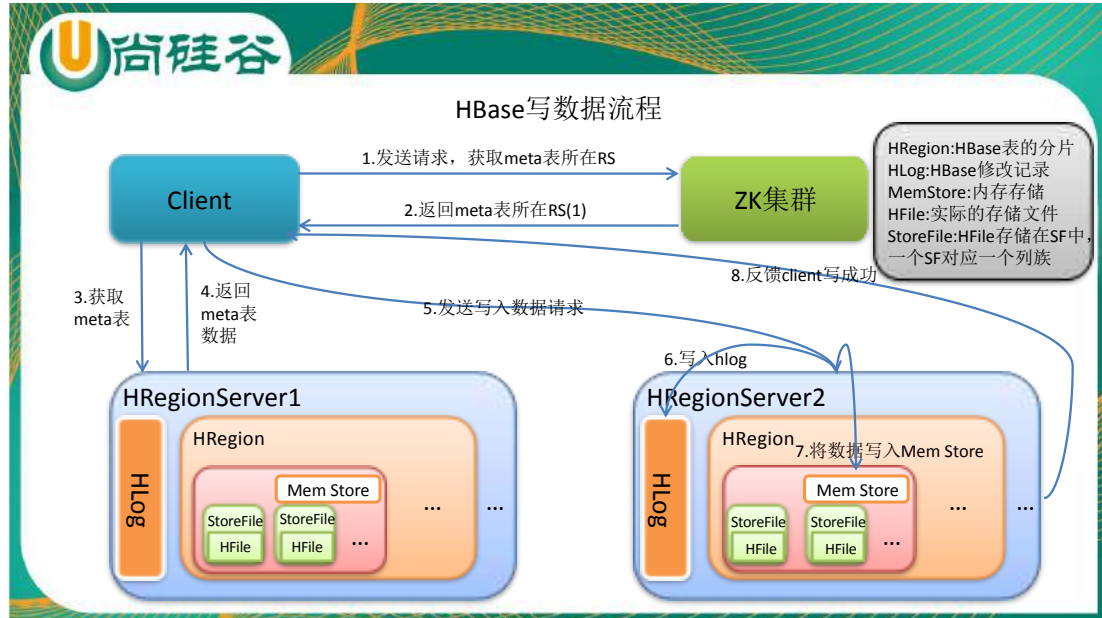 U尚硅谷
HBase写数据流程
1.发送请求，获取meta表所在RS
Client
ZK集群
2.返回meta表所在RS(1)
HRegion:HBase表的分片
HLog:HBase修改记录
MemStore:内存存储
HFile:实际的存储文件
StoreFile:HFile存储在SF中，
一个SF对应一个列族
8.反馈client写成功
3.获取
meta表
4.返回
meta表
数据
5.发送写入数据请求
6.写入hlog
HRegionServer1
HLog
HRegion
Mem Store
StoreFile
HFile
StoreFile
HFile
...
...
...
HRegionServer2
HLog
HRegion
7.将数据写入Mem Store
Mem Store
StoreFile
HFile
StoreFile
HFile
...
...
...